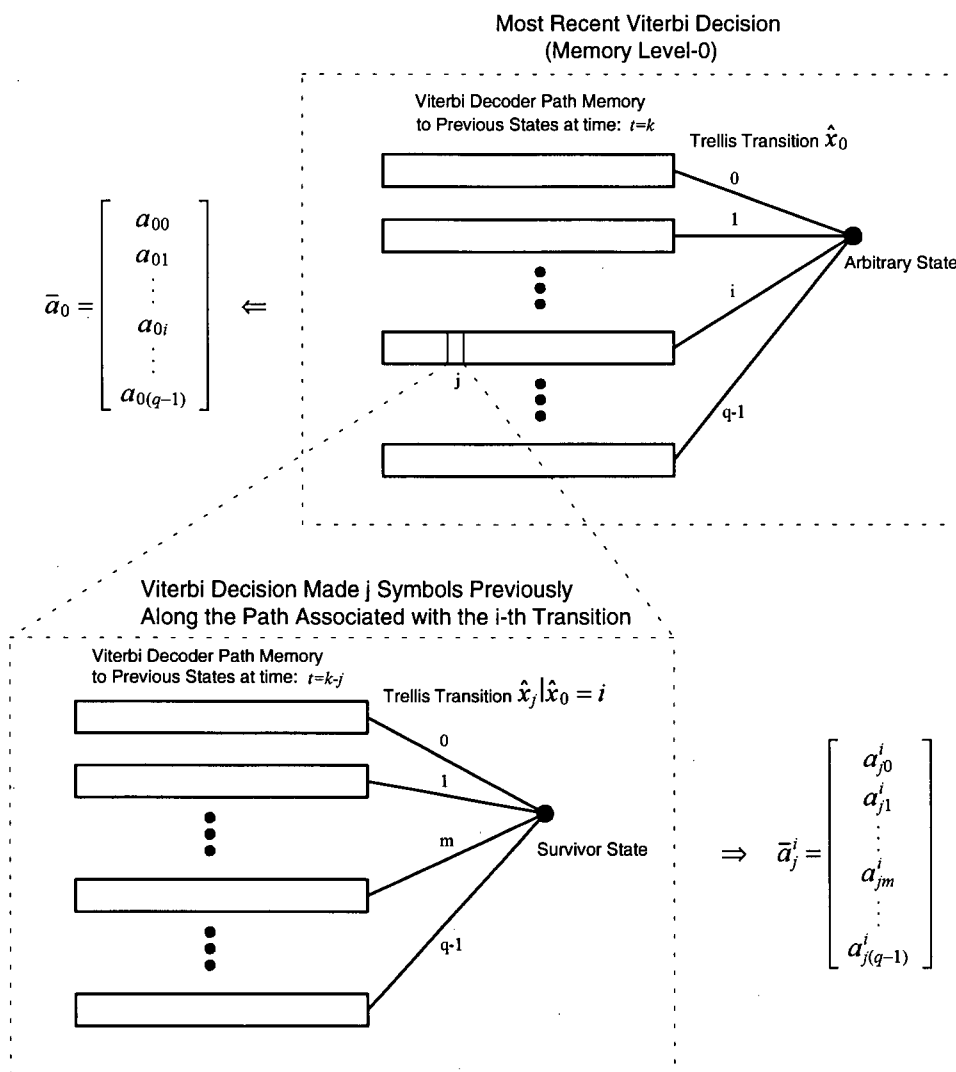 Most Recent Viterbi Decision
(Memory Level-0)
Viterbi Decoder Path Memory
to Previous States at time: t=k
Trellis Transition x̂₀
0
1
i
q-1
Arbitrary State
j
ā₀ = [ a₀₀ a₀₁ ⋮ a₀ᵢ ⋮ a₀₍q₋₁₎ ] ⇐
Viterbi Decision Made j Symbols Previously
Along the Path Associated with the i-th Transition
Viterbi Decoder Path Memory
to Previous States at time: t=k-j
Trellis Transition x̂ⱼ|x̂₀ = i
0
1
m
q-1
Survivor State
⇒ āⱼⁱ = [ aⁱⱼ₀ aⁱⱼ₁ ⋮ aⁱⱼₘ ⋮ aⁱⱼ₍q₋₁₎ ]